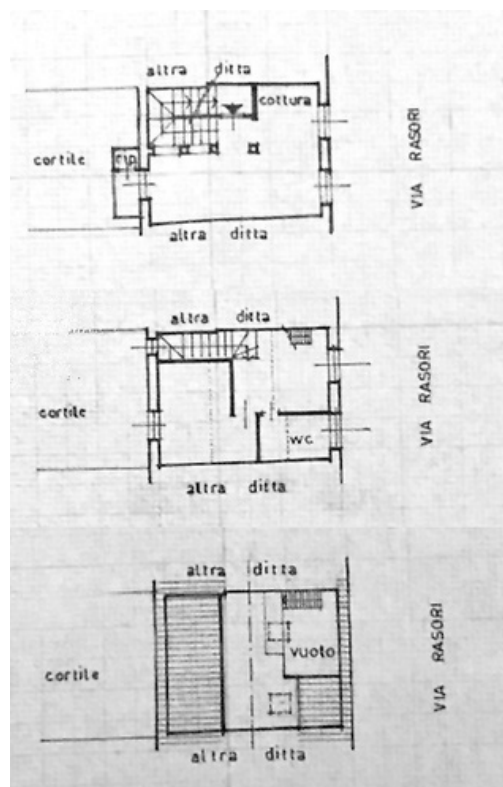 altra ditta
cottura
cortile
rip
VIA RASORI
altra ditta
altra ditta
cortile
wc
VIA RASORI
altra ditta
altra ditta
vuoto
cortile
VIA RASORI
altra ditta